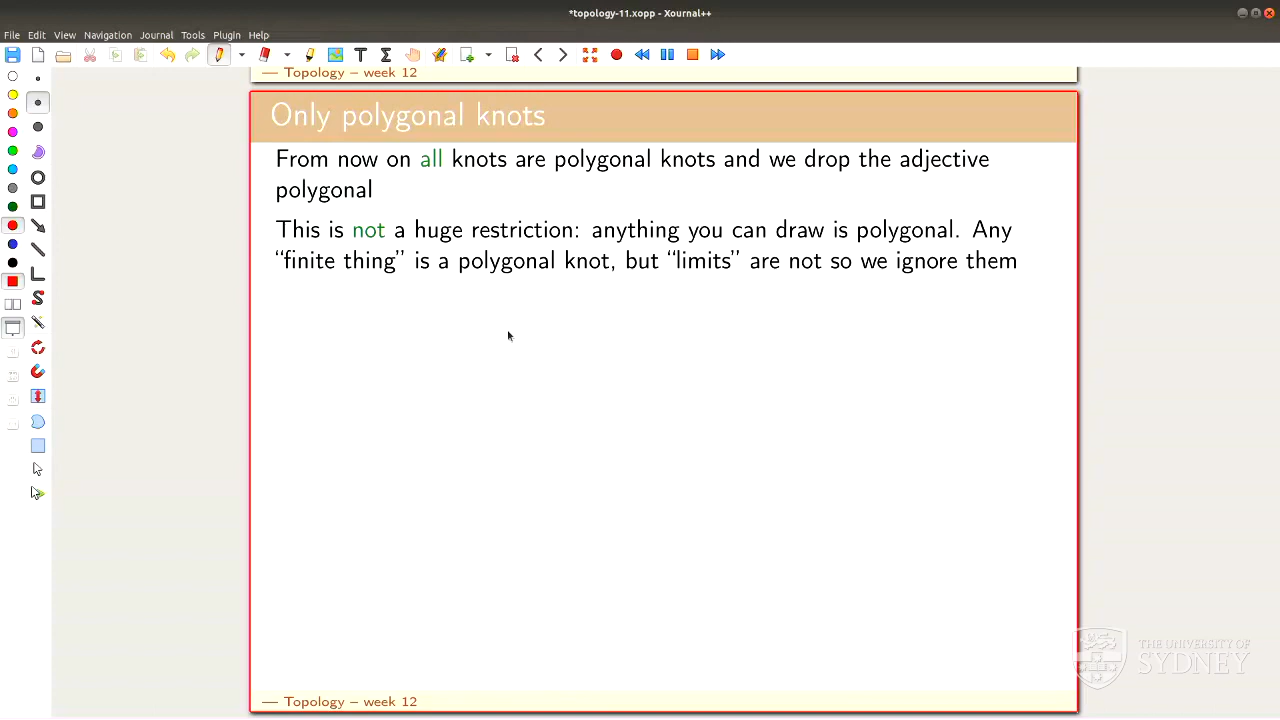 *topology-11.xopp - Xournal++
File Edit View Navigation Journal Tools Plugin Help
— Topology – week 12
Only polygonal knots
From now on all knots are polygonal knots and we drop the adjective
polygonal
This is not a huge restriction: anything you can draw is polygonal. Any
“finite thing” is a polygonal knot, but “limits” are not so we ignore them
THE UNIVERSITY OF
SYDNEY
— Topology – week 12